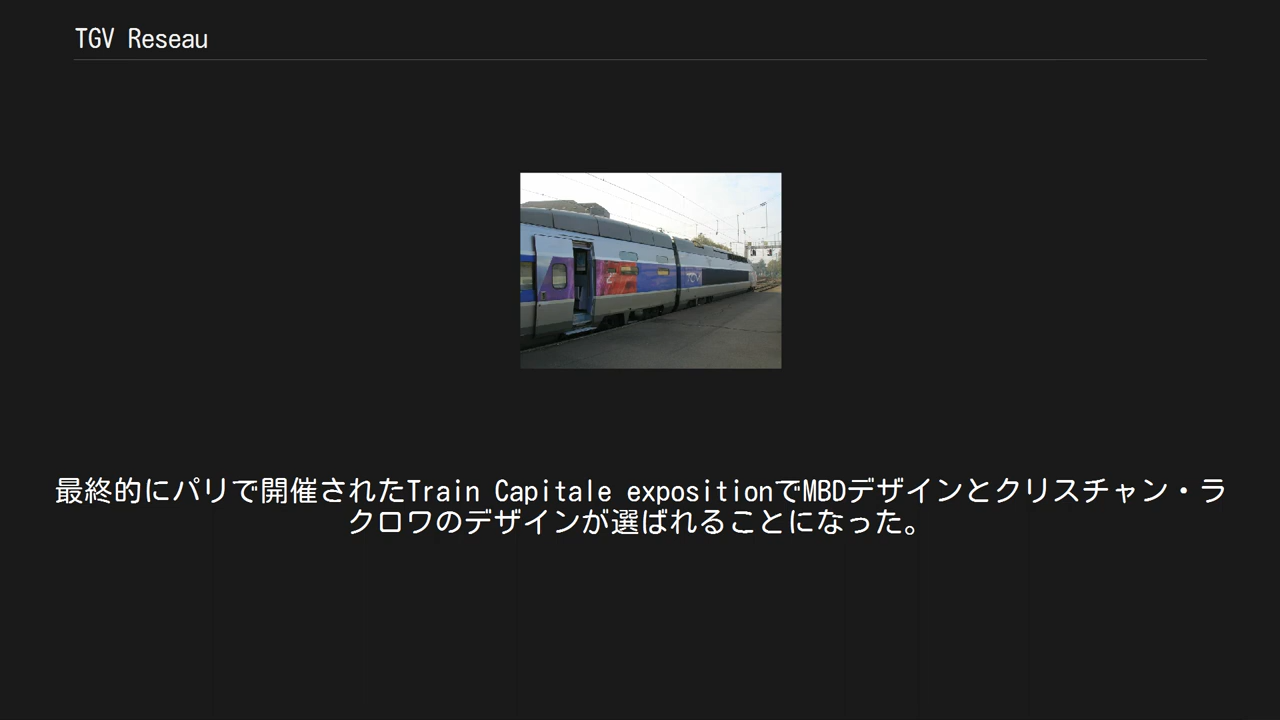 TGV Reseau
TGV
2
最終的にパリで開催されたTrain Capitale expositionでMBDデザインとクリスチャン・ラ
クロワのデザインが選ばれることになった。